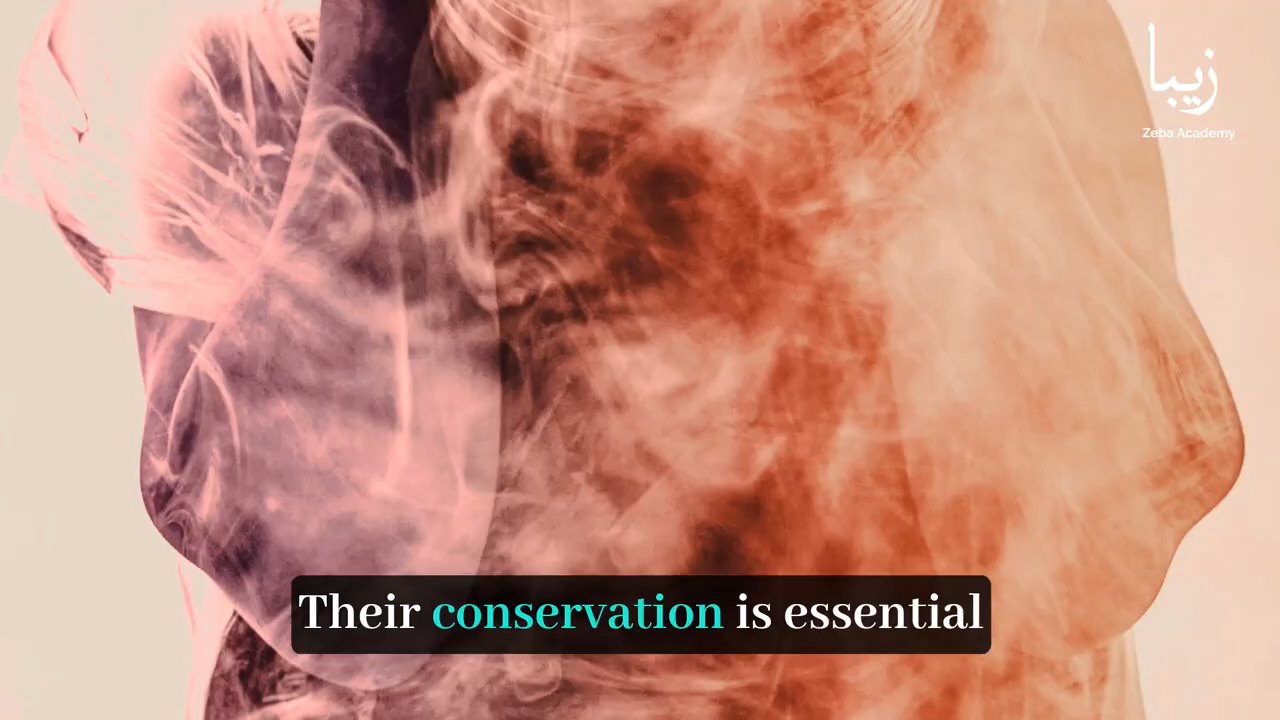 زیبا
Zeba Academy
Their conservation is essential